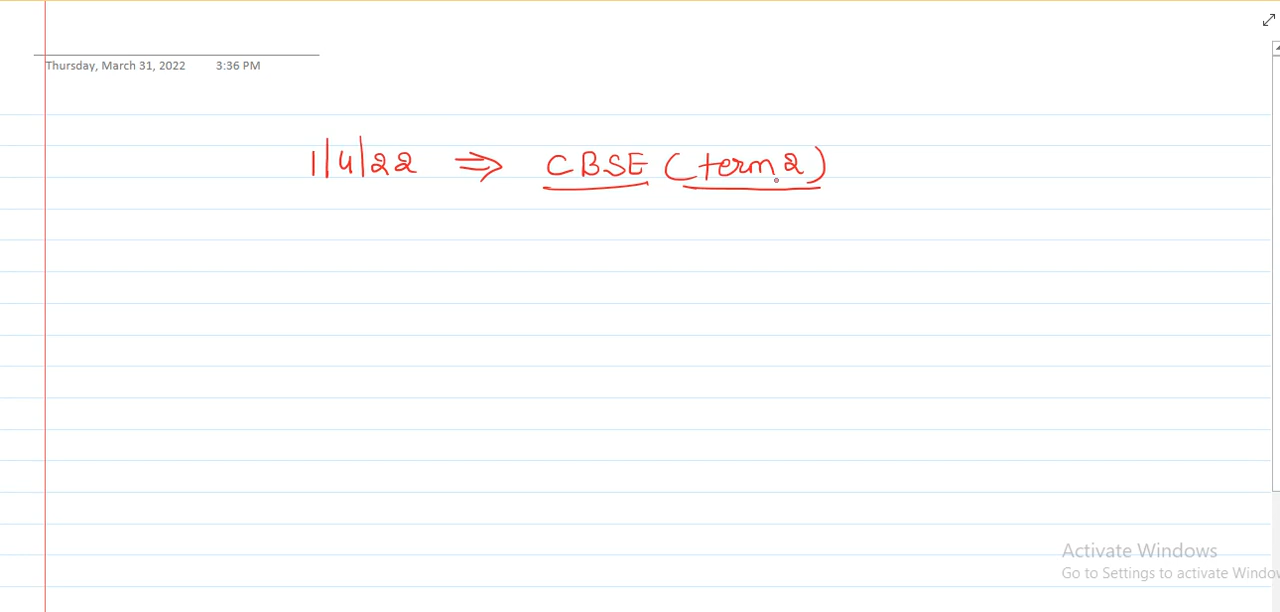 Thursday, March 31, 2022 3:36 PM
1/4/22 ⇒ CBSE (term 2)
Activate Windows
Go to Settings to activate Windo